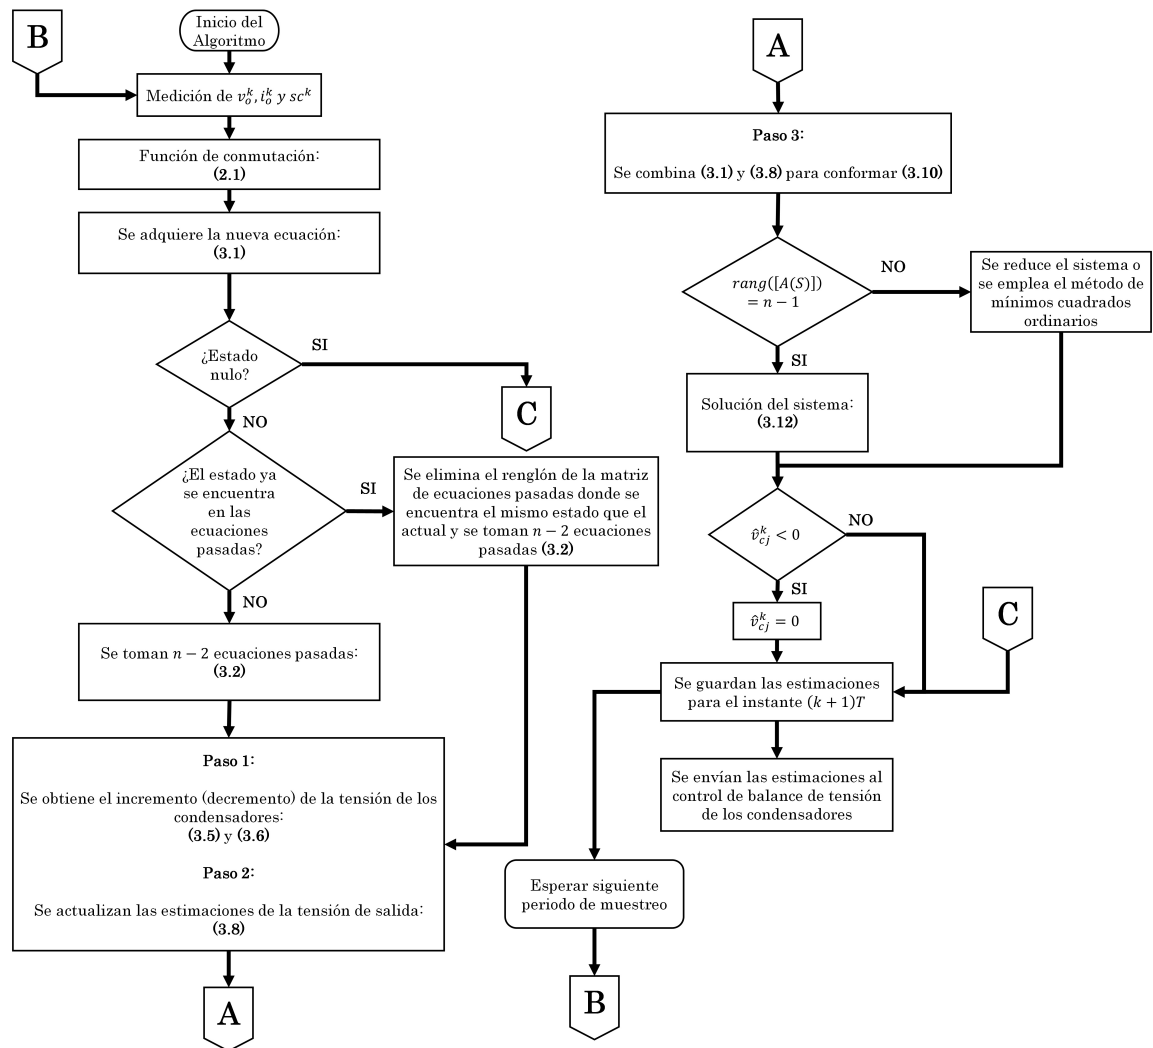 B
Inicio del
Algoritmo
Medición de $v_o^k, i_o^k$ y $sc^k$
Función de conmutación:
(2.1)
Se adquiere la nueva ecuación:
(3.1)
¿Estado
nulo?
SI
C
NO
¿El estado ya
se encuentra
en las
ecuaciones
pasadas?
SI
Se elimina el renglón de la matriz
de ecuaciones pasadas donde se
encuentra el mismo estado que el
actual y se toman $n-2$ ecuaciones
pasadas (3.2)
NO
Se toman $n-2$ ecuaciones pasadas:
(3.2)
Paso 1:
Se obtiene el incremento (decremento) de la tensión de los
condensadores:
(3.5) y (3.6)
Paso 2:
Se actualizan las estimaciones de la tensión de salida:
(3.8)
A
A
Paso 3:
Se combina (3.1) y (3.8) para conformar (3.10)
$rang([A(S)])$
$= n-1$
NO
Se reduce el sistema o
se emplea el método de
mínimos cuadrados
ordinarios
SI
Solución del sistema:
(3.12)
$\hat{v}_{cj}^k < 0$
NO
SI
$\hat{v}_{cj}^k = 0$
C
Se guardan las estimaciones
para el instante $(k+1)T$
Se envían las estimaciones al
control de balance de tensión
de los condensadores
Esperar siguiente
periodo de muestreo
B